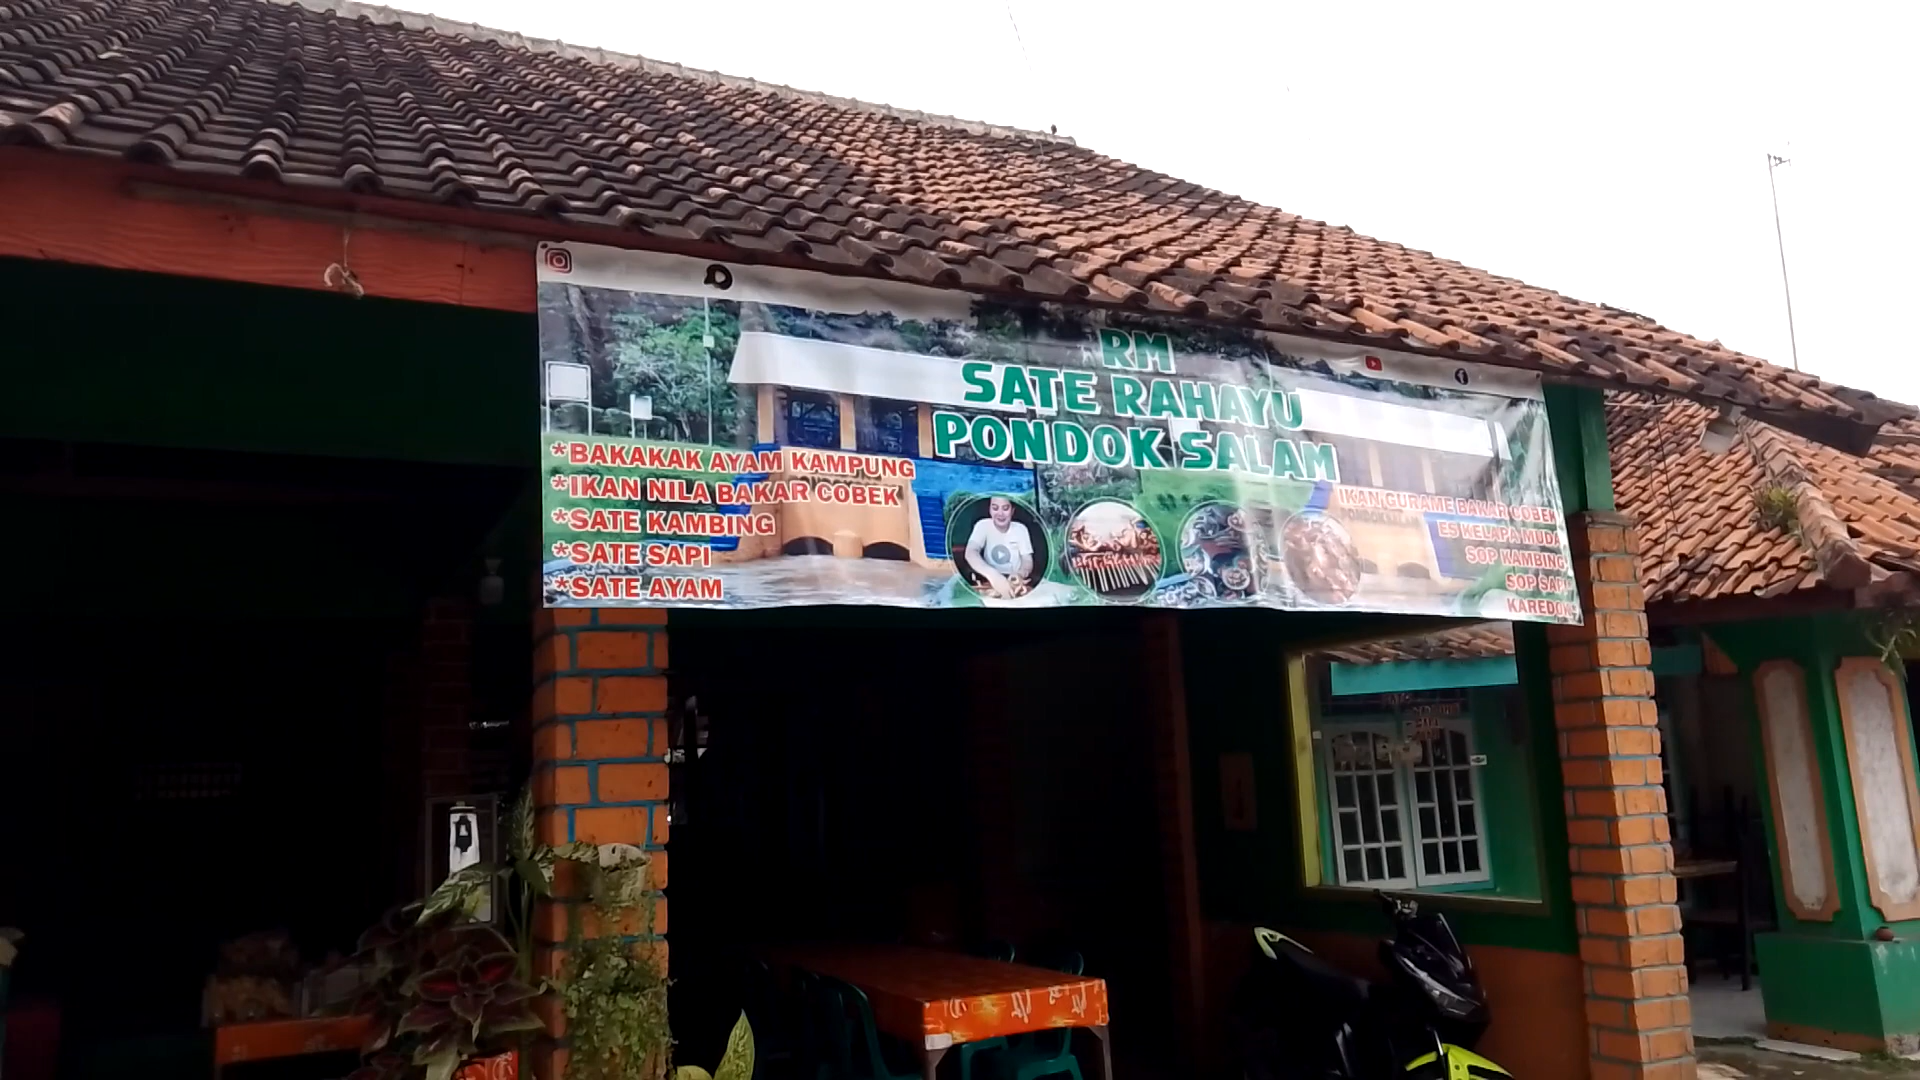 RM
SATE RAHAYU
PONDOK SALAM
*BAKAKAK AYAM KAMPUNG
*IKAN NILA BAKAR COBEK
*SATE KAMBING
*SATE SAPI
*SATE AYAM
IKAN GURAME BAKAR COBEK
ES KELAPA MUDA
SOP KAMBING
SOP SAPI
KAREDOK